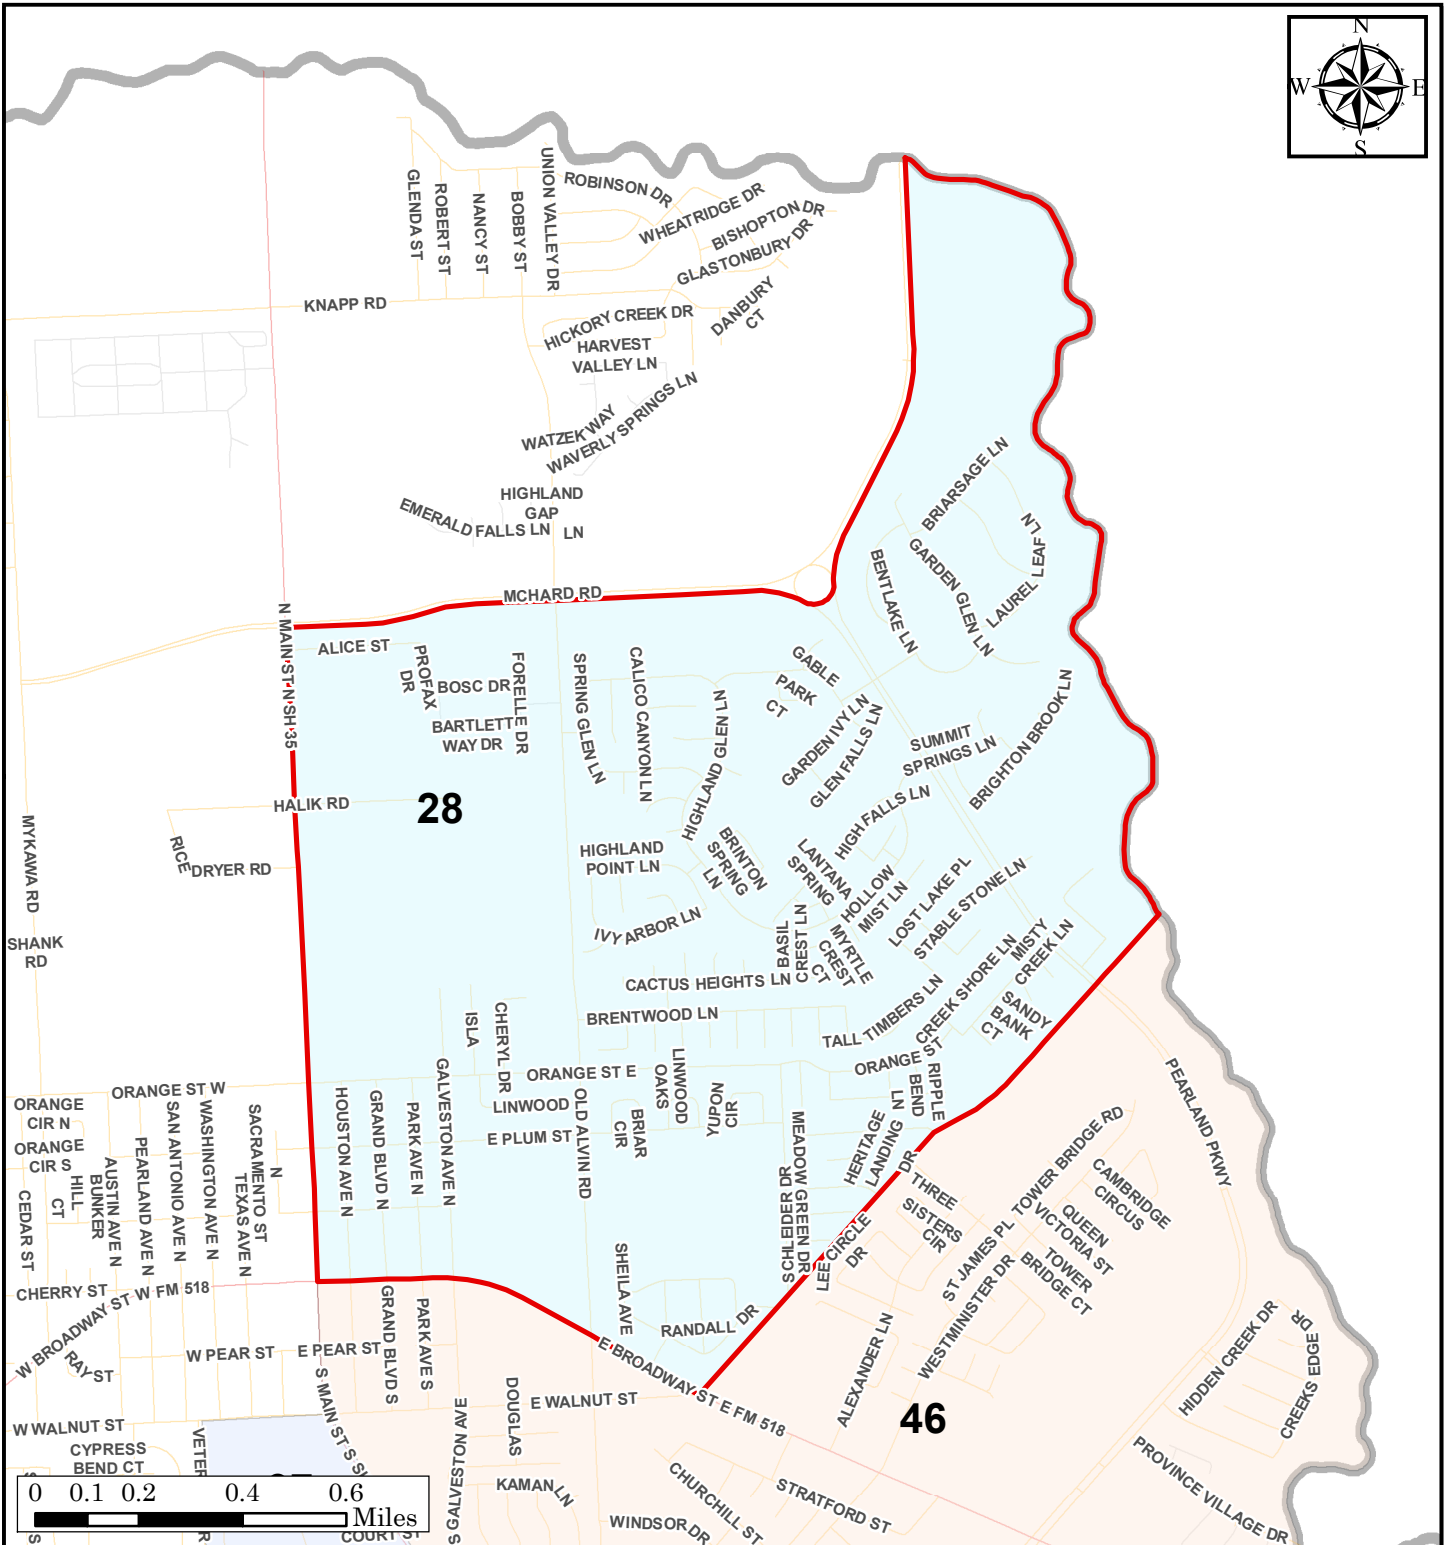 N
W
E
S
UNION VALLEY DR
ROBINSON DR
GLENDA ST
ROBERT ST
NANCY ST
BOBBY ST
WHEATRIDGE DR
BISHOPTON DR
GLASTONBURY DR
KNAPP RD
DANBURY
CT
HICKORY CREEK DR
HARVEST
VALLEY LN
WATZEK WAY
WAVERLY SPRINGS LN
HIGHLAND
GAP
LN
EMERALD FALLS LN
BRIARSAGE LN
LAUREL LEAF LN
GARDEN GLEN LN
BENTLAKE LN
MCHARD RD
N MAIN ST N SH 35
ALICE ST
PROFAX
DR
BOSC DR
FORELLE DR
BARTLETT
WAY DR
SPRING GLEN LN
CALICO CANYON LN
HIGHLAND GLEN LN
GABLE
PARK
CT
GARDEN IVY LN
GLEN FALLS LN
SUMMIT
SPRINGS LN
BRIGHTON BROOK LN
HALIK RD
28
HIGH FALLS LN
MYKAWA RD
RICE
DRYER RD
HIGHLAND
POINT LN
BRINTON
SPRING
LN
LANTANA
SPRING
HOLLOW
MIST LN
LOST LAKE PL
STABLE STONE LN
IVY ARBOR LN
BASIL
CREST LN
MYRTLE
CREST
CT
MISTY
CREEK LN
SHANK
RD
CACTUS HEIGHTS LN
CREEK SHORE LN
SANDY
BANK
CT
BRENTWOOD LN
TALL TIMBERS LN
ISLA
CHERYL DR
ORANGE ST
ORANGE ST E
ORANGE ST W
RIPPLE
BEND
LN
PEARLAND PKWY
ORANGE
CIR N
ORANGE
CIR S
HOUSTON AVE N
GRAND BLVD N
PARK AVE N
GALVESTON AVE N
LINWOOD
OLD ALVIN RD
LINWOOD
OAKS
BRIAR
CIR
YUPON
CIR
E PLUM ST
MEADOW GREEN DR
SCHLEIDER DR
HERITAGE
LANDING
DR
CEDAR ST
HILL
CT
BUNKER
AUSTIN AVE N
PEARLAND AVE N
SAN ANTONIO AVE N
WASHINGTON AVE N
SACRAMENTO ST
N
TEXAS AVE N
THREE
SISTERS
CIR
LEE CIRCLE
DR
TOWER BRIDGE RD
CAMBRIDGE
CIRCUS
ST JAMES PL
QUEEN
VICTORIA ST
TOWER
BRIDGE CT
WESTMINISTER DR
CHERRY ST
W BROADWAY ST W FM 518
SHEILA AVE
RANDALL DR
GRAND BLVD S
PARK AVE S
RAY ST
W PEAR ST
E PEAR ST
E BROADWAY ST E FM 518
ALEXANDER LN
HIDDEN CREEK DR
CREEKS EDGE DR
46
W WALNUT ST
E WALNUT ST
DOUGLAS
S GALVESTON AVE
CYPRESS
BEND CT
KAMAN LN
CHURCHILL ST
STRATFORD ST
WINDSOR DR
PROVINCE VILLAGE DR
0 0.1 0.2 0.4 0.6
Miles
COURT ST